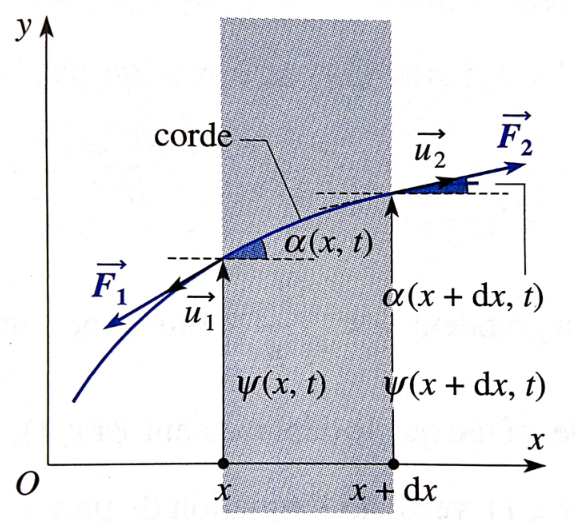 y
corde
u⃗₂
F⃗₂
α(x, t)
F⃗₁
u⃗₁
α(x + dx, t)
ψ(x, t)
ψ(x + dx, t)
x
O
x
x + dx